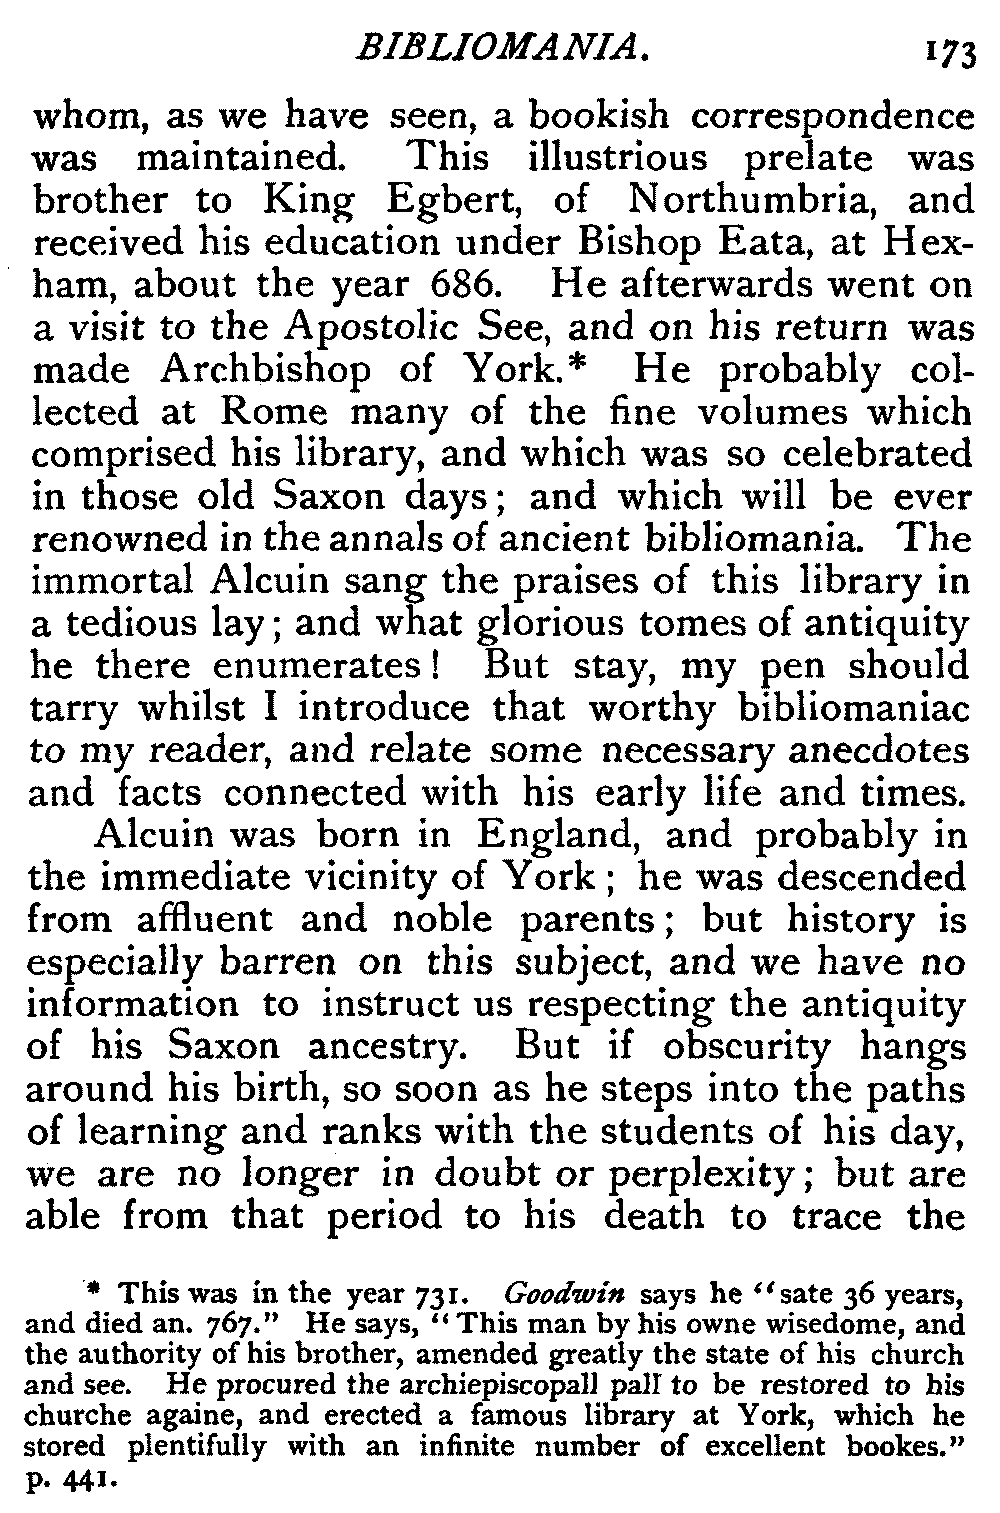 BIBLIOMANIA. 173
whom, as we have seen, a bookish correspondence
was maintained. This illustrious prelate was
brother to King Egbert, of Northumbria, and
received his education under Bishop Eata, at Hex-
ham, about the year 686. He afterwards went on
a visit to the Apostolic See, and on his return was
made Archbishop of York.* He probably col-
lected at Rome many of the fine volumes which
comprised his library, and which was so celebrated
in those old Saxon days; and which will be ever
renowned in the annals of ancient bibliomania. The
immortal Alcuin sang the praises of this library in
a tedious lay; and what glorious tomes of antiquity
he there enumerates! But stay, my pen should
tarry whilst I introduce that worthy bibliomaniac
to my reader, and relate some necessary anecdotes
and facts connected with his early life and times.
Alcuin was born in England, and probably in
the immediate vicinity of York; he was descended
from affluent and noble parents; but history is
especially barren on this subject, and we have no
information to instruct us respecting the antiquity
of his Saxon ancestry. But if obscurity hangs
around his birth, so soon as he steps into the paths
of learning and ranks with the students of his day,
we are no longer in doubt or perplexity; but are
able from that period to his death to trace the
* This was in the year 731. Goodwin says he "sate 36 years,
and died an. 767." He says, "This man by his owne wisedome, and
the authority of his brother, amended greatly the state of his church
and see. He procured the archiepiscopall pall to be restored to his
churche againe, and erected a famous library at York, which he
stored plentifully with an infinite number of excellent bookes."
p. 441.